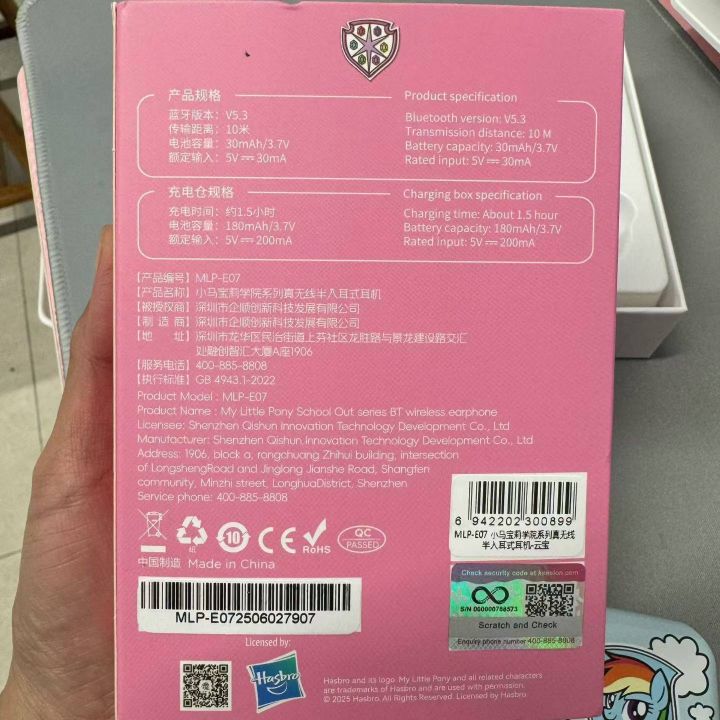 产品规格
Product specification
蓝牙版本: V5.3
传输距离: 10米
电池容量: 30mAh/3.7V
额定输入: 5V⎓30mA
Bluetooth version: V5.3
Transmission distance: 10 M
Battery capacity: 30mAh/3.7V
Rated input: 5V⎓30mA
充电仓规格
Charging box specification
充电时间: 约1.5小时
电池容量: 180mAh/3.7V
额定输入: 5V⎓200mA
Charging time: About 1.5 hour
Battery capacity: 180mAh/3.7V
Rated input: 5V⎓200mA
【产品编号】MLP-E07
【产品名称】小马宝莉学院系列真无线半入耳式耳机
【被授权商】深圳市企顺创新科技发展有限公司
【制 造 商】深圳市企顺创新科技发展有限公司
【地 址】深圳市龙华区民治街道上芬社区龙胜路与景龙建设路交汇
处融创智汇大厦A座1906
【服务电话】400-885-8808
【执行标准】GB 4943.1-2022
Product Model : MLP-E07
Product Name : My Little Pony School Out series BT wireless earphone
Licensee: Shenzhen Qishun Innovation Technology Development Co., Ltd
Manufacturer: Shenzhen Qishun Innovation Technology Development Co., Ltd
Address: 1906, block a, rongchuang Zhihui building, intersection
of LongshengRoad and Jinglong Jianshe Road, Shangfen
community, Minzhi street, LonghuaDistrict, Shenzhen
Service phone: 400-885-8808
6 942202 300899
MLP-E07 小马宝莉学院系列真无线
半入耳式耳机-云宝
纸
10
CE
RoHS
QC
PASSED
中国制造 Made in China
MLP-E072506027907
Check security code at kpseion.com
S/N 060000768573
Scratch and Check
Enquiry phone number 400-885-8808
Licensed by:
Hasbro
Hasbro and its logo. My Little Pony and all related characters
are trademarks of Hasbro and are used with permission.
© 2025 Hasbro. All Rights Reserved. Licensed by Hasbro.